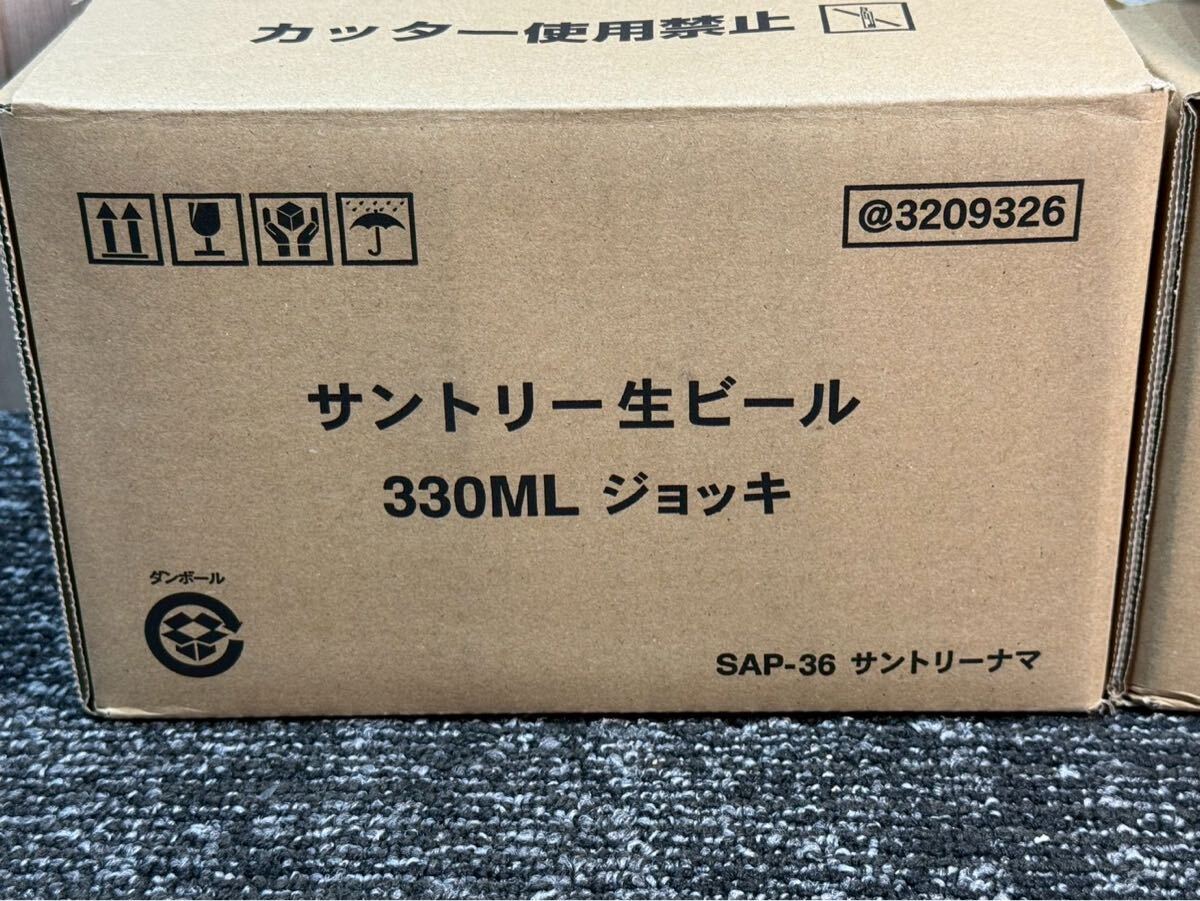 カッター使用禁止
@3209326
サントリー生ビール
330ML ジョッキ
ダンボール
SAP-36 サントリーナマ